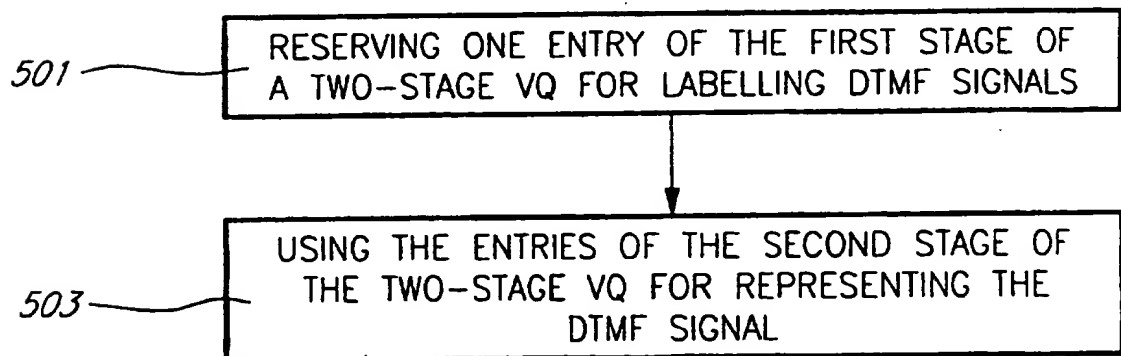 501
RESERVING ONE ENTRY OF THE FIRST STAGE OF
A TWO-STAGE VQ FOR LABELLING DTMF SIGNALS
503
USING THE ENTRIES OF THE SECOND STAGE OF
THE TWO-STAGE VQ FOR REPRESENTING THE
DTMF SIGNAL